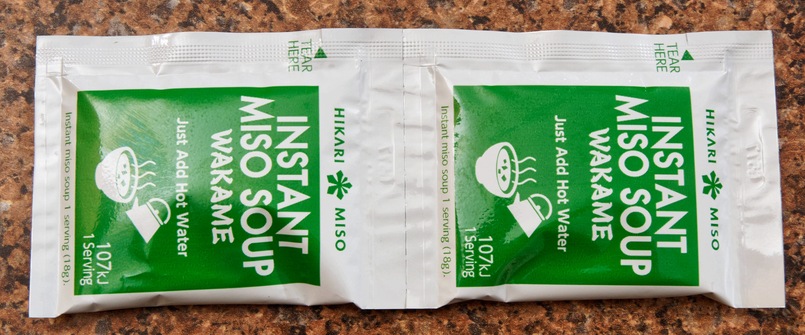 TEAR
HERE
HIKARI MISO
INSTANT
MISO SOUP
WAKAME
Just Add Hot Water
107kJ
1 Serving
Instant miso soup 1 serving (18g).
TEAR
HERE
HIKARI MISO
INSTANT
MISO SOUP
WAKAME
Just Add Hot Water
107kJ
1 Serving
Instant miso soup 1 serving (18g).